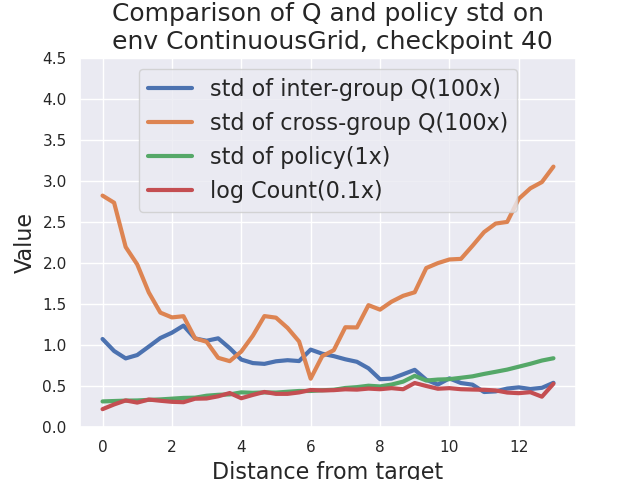 Comparison of Q and policy std on
env ContinuousGrid, checkpoint 40
4.5
4.0
3.5
3.0
2.5
2.0
1.5
1.0
0.5
0.0
Value
std of inter-group Q(100x)
std of cross-group Q(100x)
std of policy(1x)
log Count(0.1x)
0 2 4 6 8 10 12
Distance from target